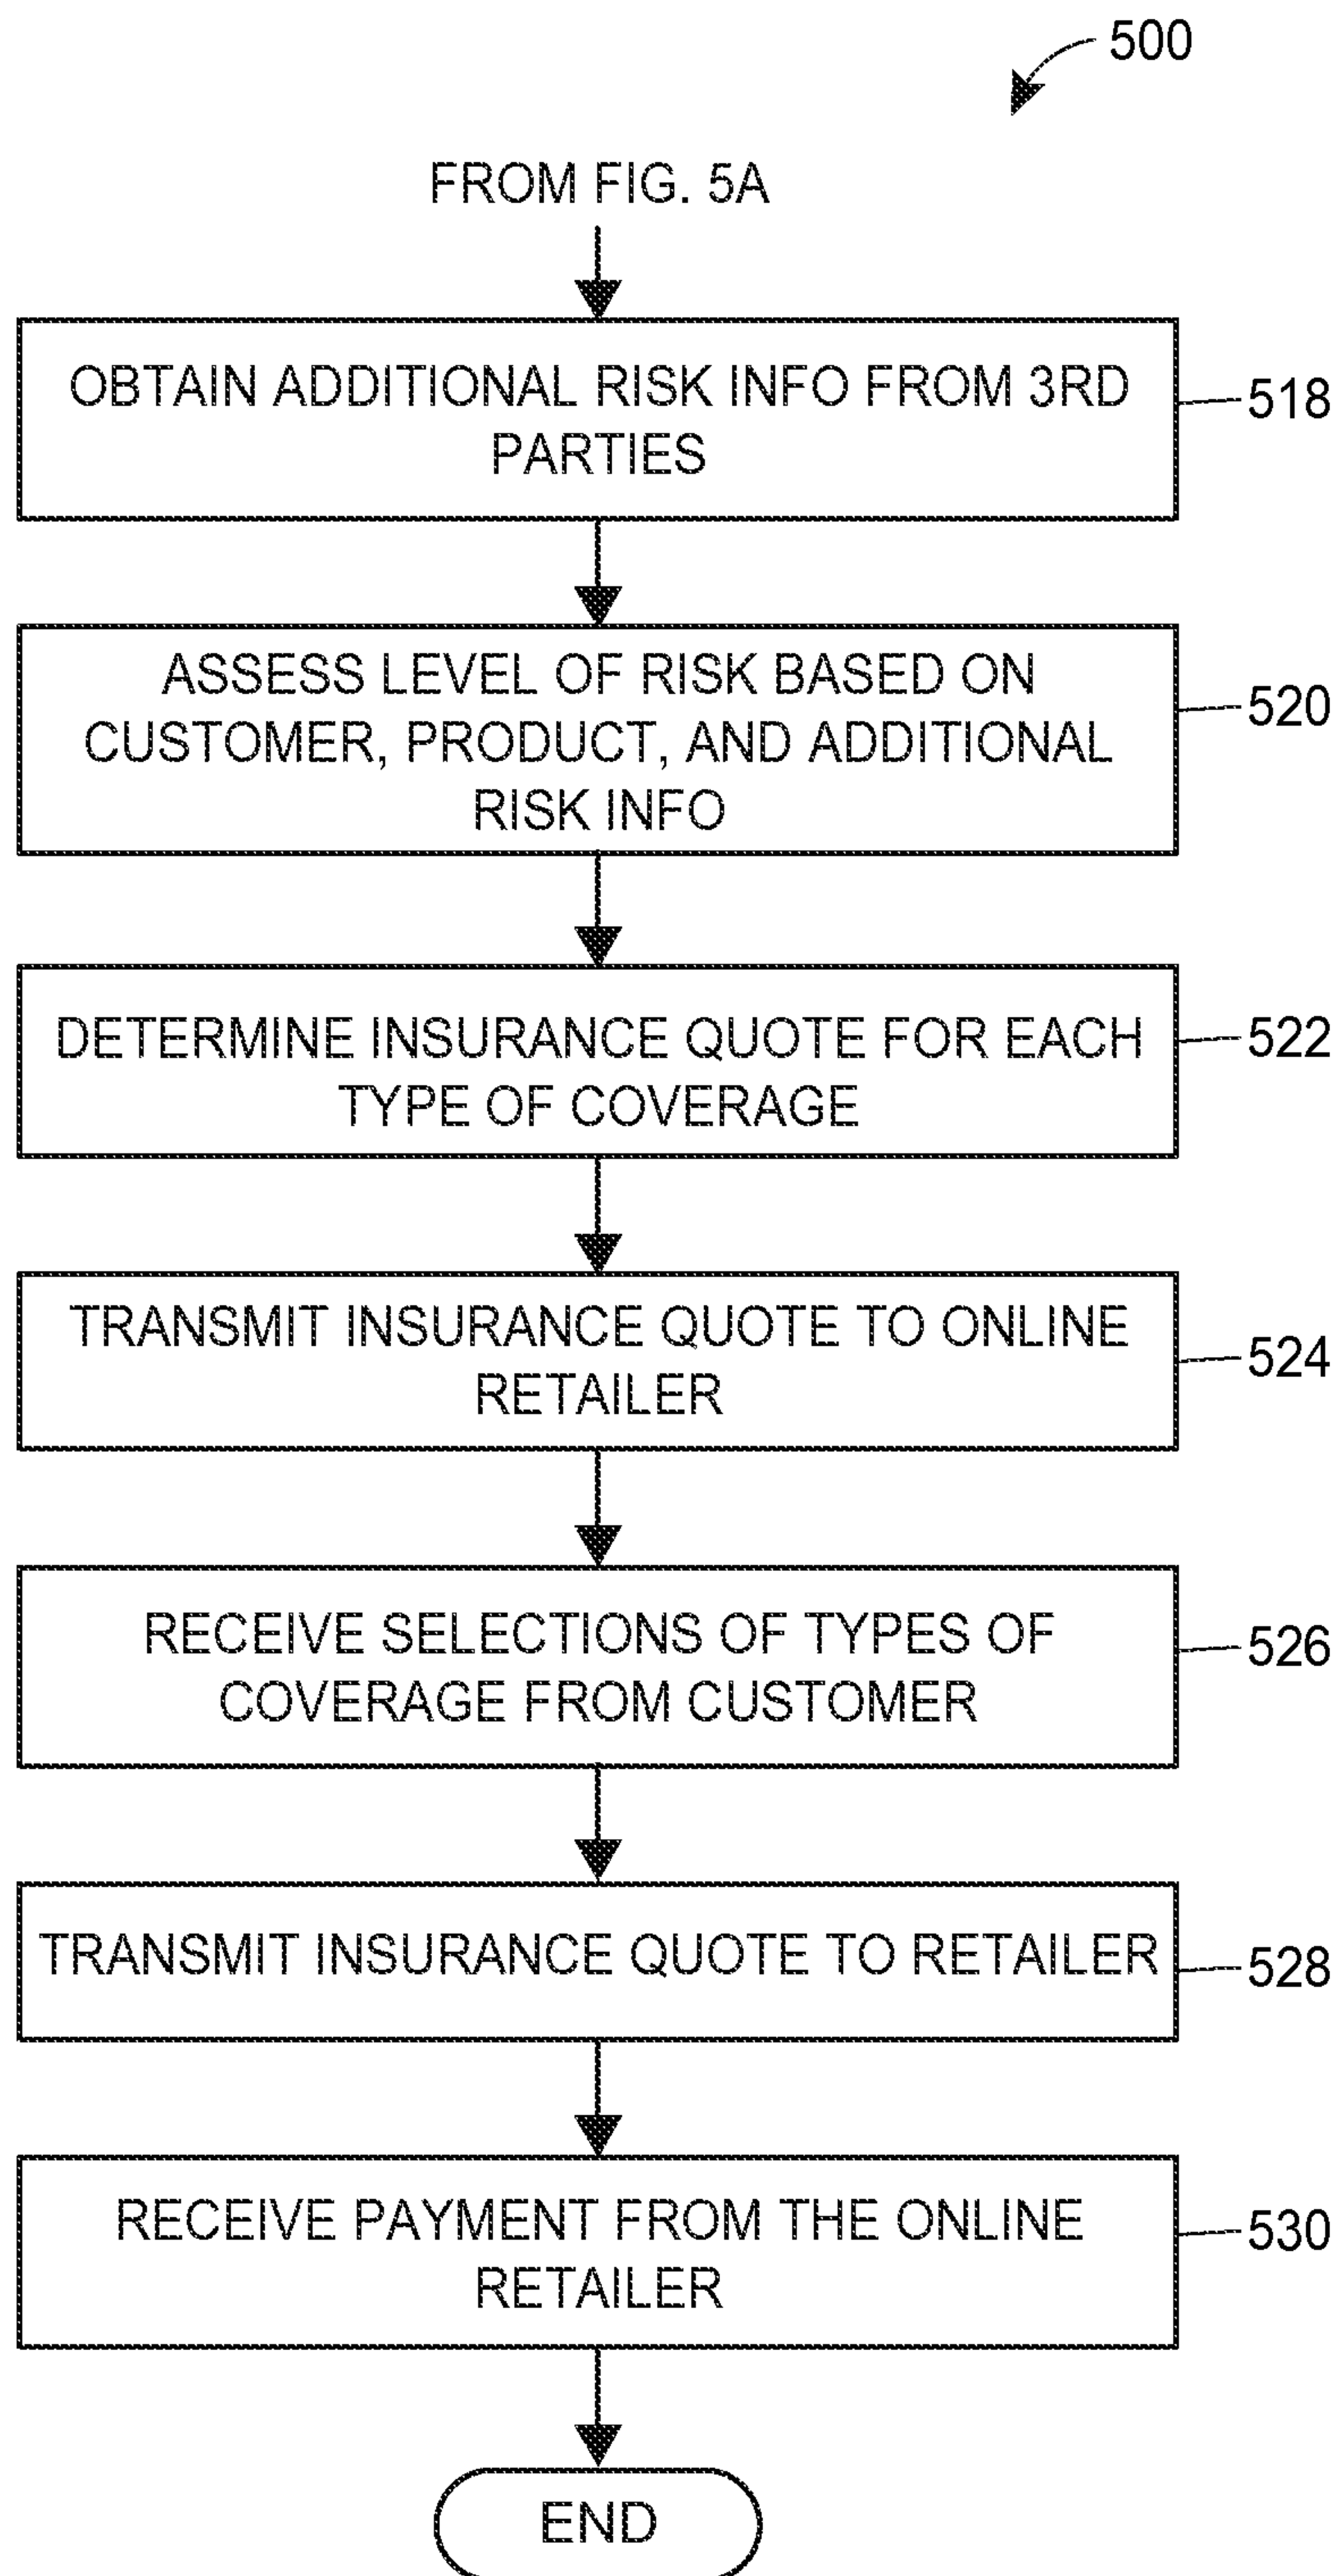 500
FROM FIG. 5A
OBTAIN ADDITIONAL RISK INFO FROM 3RD
PARTIES
518
ASSESS LEVEL OF RISK BASED ON
CUSTOMER, PRODUCT, AND ADDITIONAL
RISK INFO
520
DETERMINE INSURANCE QUOTE FOR EACH
TYPE OF COVERAGE
522
TRANSMIT INSURANCE QUOTE TO ONLINE
RETAILER
524
RECEIVE SELECTIONS OF TYPES OF
COVERAGE FROM CUSTOMER
526
TRANSMIT INSURANCE QUOTE TO RETAILER
528
RECEIVE PAYMENT FROM THE ONLINE
RETAILER
530
END